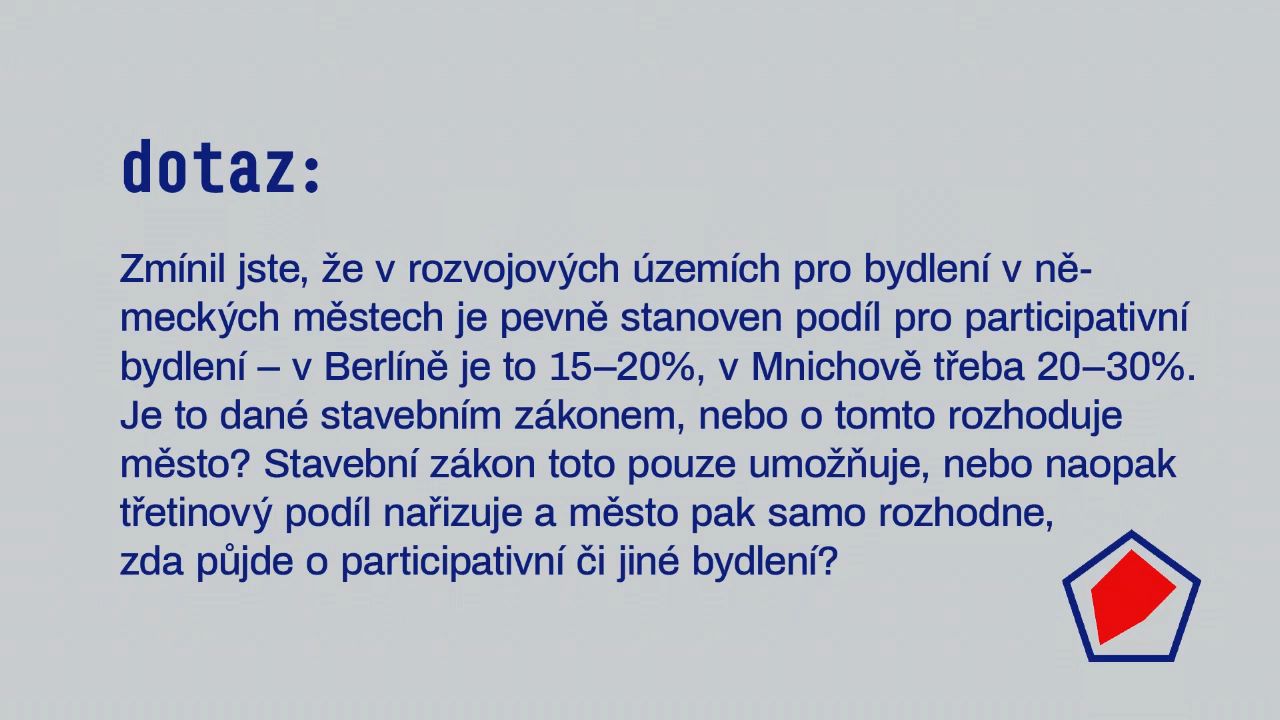 dotaz:
Zmínil jste, že v rozvojových územích pro bydlení v ně-
meckých městech je pevně stanoven podíl pro participativní
bydlení – v Berlíně je to 15–20%, v Mnichově třeba 20–30%.
Je to dané stavebním zákonem, nebo o tomto rozhoduje
město? Stavební zákon toto pouze umožňuje, nebo naopak
třetinový podíl nařizuje a město pak samo rozhodne,
zda půjde o participativní či jiné bydlení?